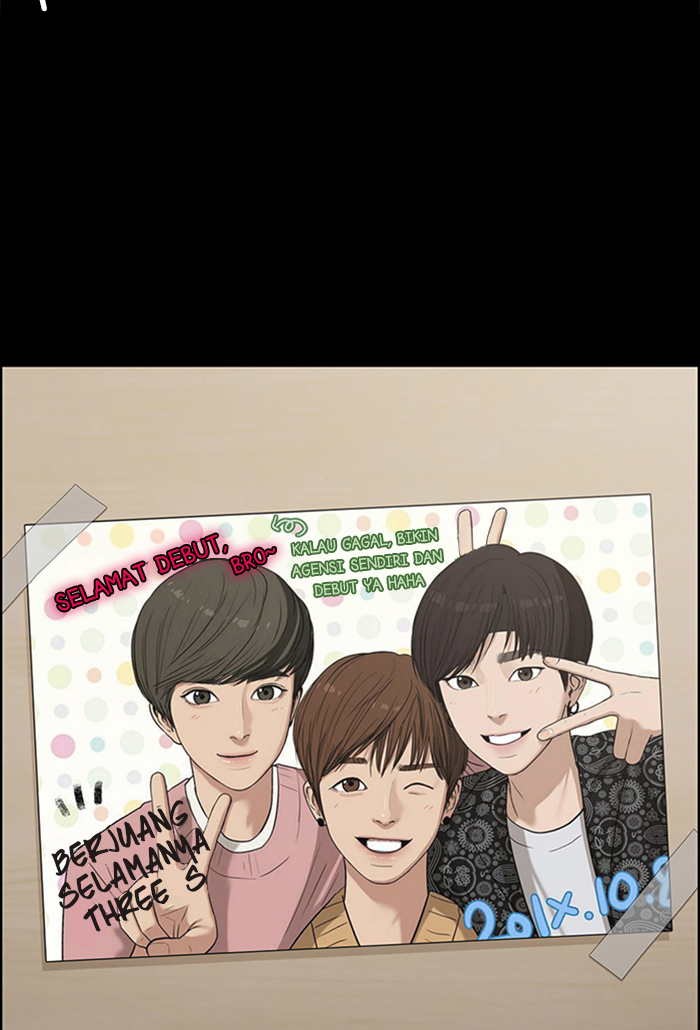 SELAMAT DEBUT,
BRO~
KALAU GAGAL, BIKIN
AGENSI SENDIRI DAN
DEBUT YA HAHA
BERJUANG
SELAMANYA
THREE S
201X.10.